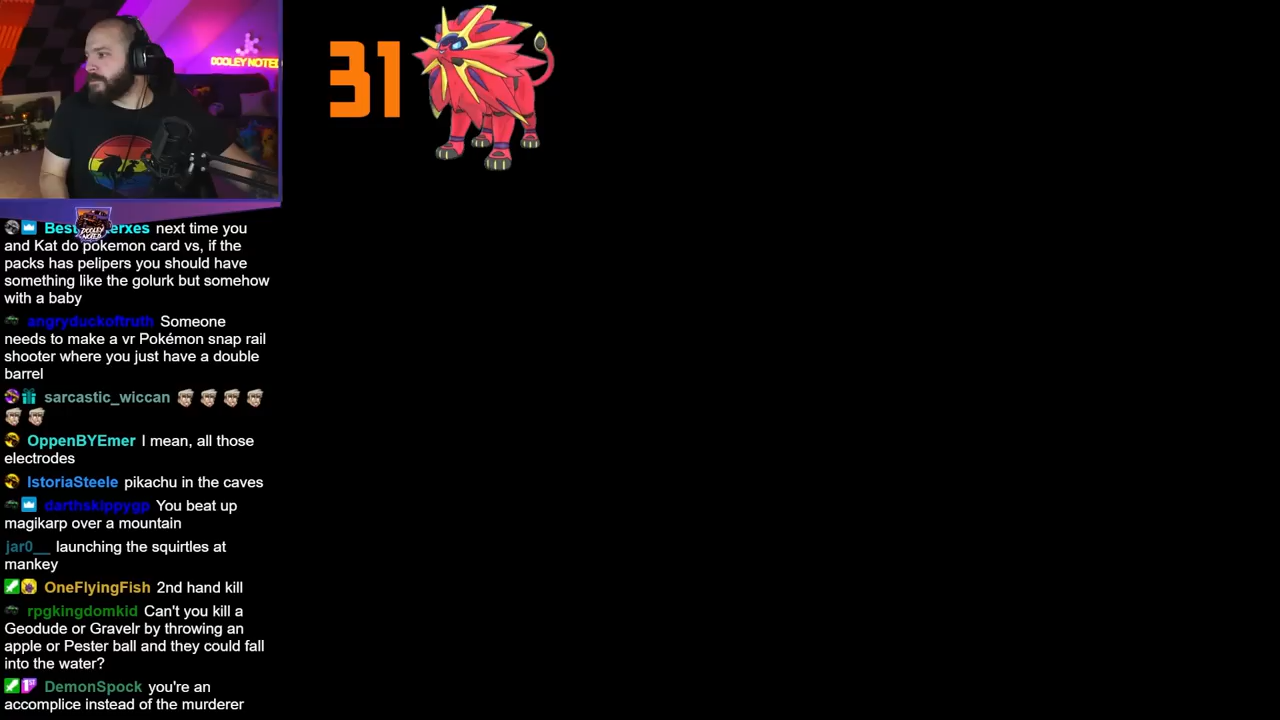 DOOLEY NOTED
31
DOOLEY
NOTED
next time you
and Kat do pokemon card vs, if the
packs has pelipers you should have
something like the golurk but somehow
with a baby
angryduckoftruth Someone
needs to make a vr Pokémon snap rail
shooter where you just have a double
barrel
sarcastic_wiccan
OppenBYEmer I mean, all those
electrodes
IstoriaSteele pikachu in the caves
darthskippygp You beat up
magikarp over a mountain
jar0__ launching the squirtles at
mankey
OneFlyingFish 2nd hand kill
rpgkingdomkid Can't you kill a
Geodude or Gravelr by throwing an
apple or Pester ball and they could fall
into the water?
1ST DemonSpock you're an
accomplice instead of the murderer